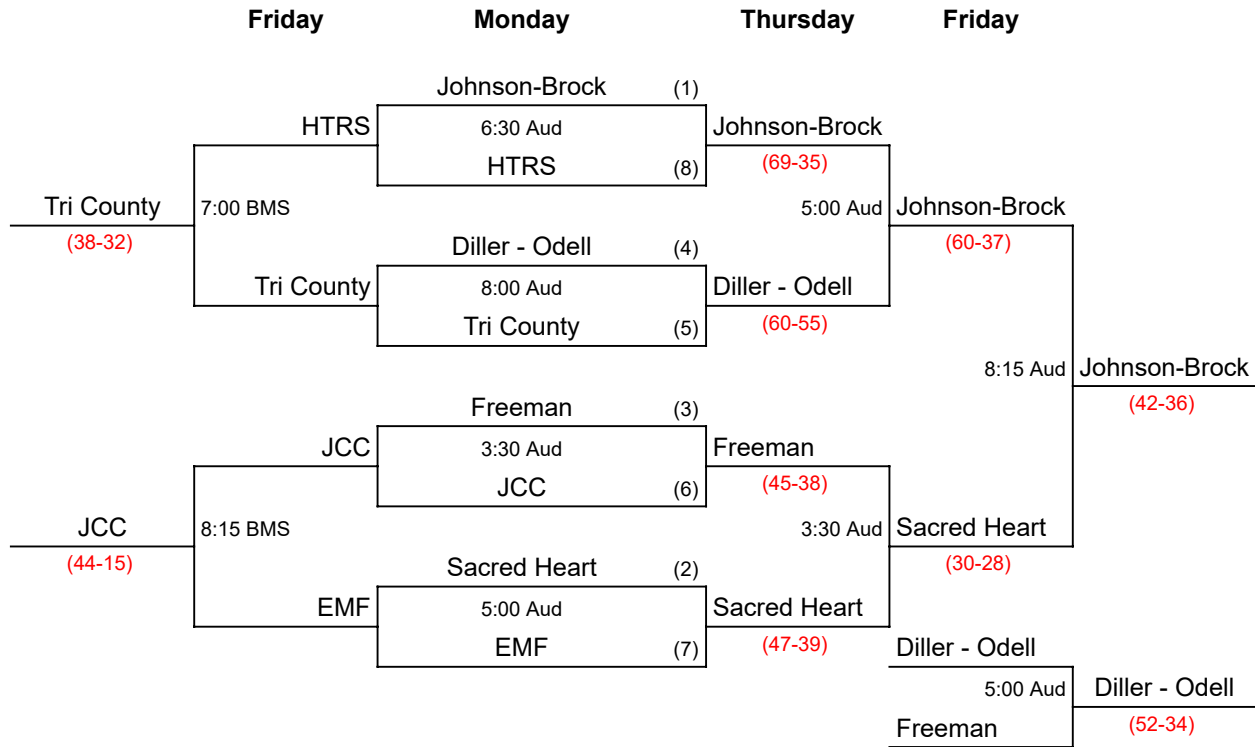 Friday Monday Thursday Friday
Johnson-Brock (1)
HTRS 6:30 Aud Johnson-Brock
HTRS (8) (69-35)
Tri County 7:00 BMS 5:00 Aud Johnson-Brock
(38-32) (60-37)
Diller - Odell (4)
Tri County 8:00 Aud Diller - Odell
Tri County (5) (60-55)
8:15 Aud Johnson-Brock
(42-36)
Freeman (3)
JCC 3:30 Aud Freeman
JCC (6) (45-38)
JCC 8:15 BMS 3:30 Aud Sacred Heart
(44-15) (30-28)
Sacred Heart (2)
EMF 5:00 Aud Sacred Heart
EMF (7) (47-39)
Diller - Odell
5:00 Aud Diller - Odell
Freeman (52-34)